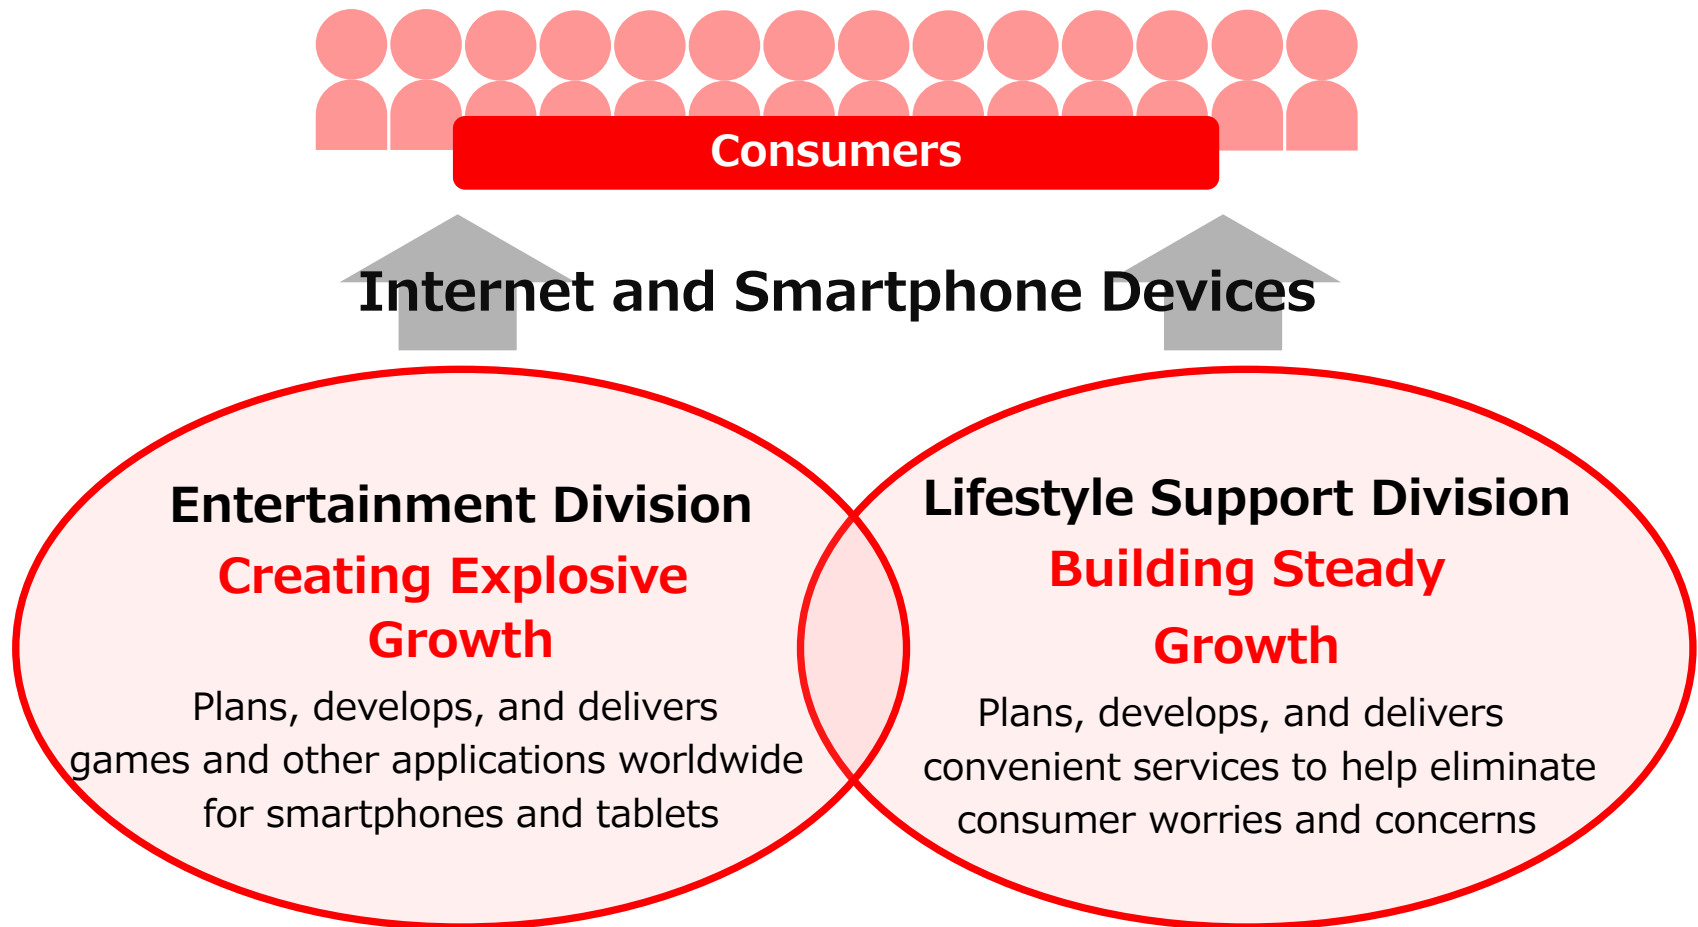 Consumers
Internet and Smartphone Devices
Entertainment Division
Creating Explosive
Growth
Plans, develops, and delivers
games and other applications worldwide
for smartphones and tablets
Lifestyle Support Division
Building Steady
Growth
Plans, develops, and delivers
convenient services to help eliminate
consumer worries and concerns